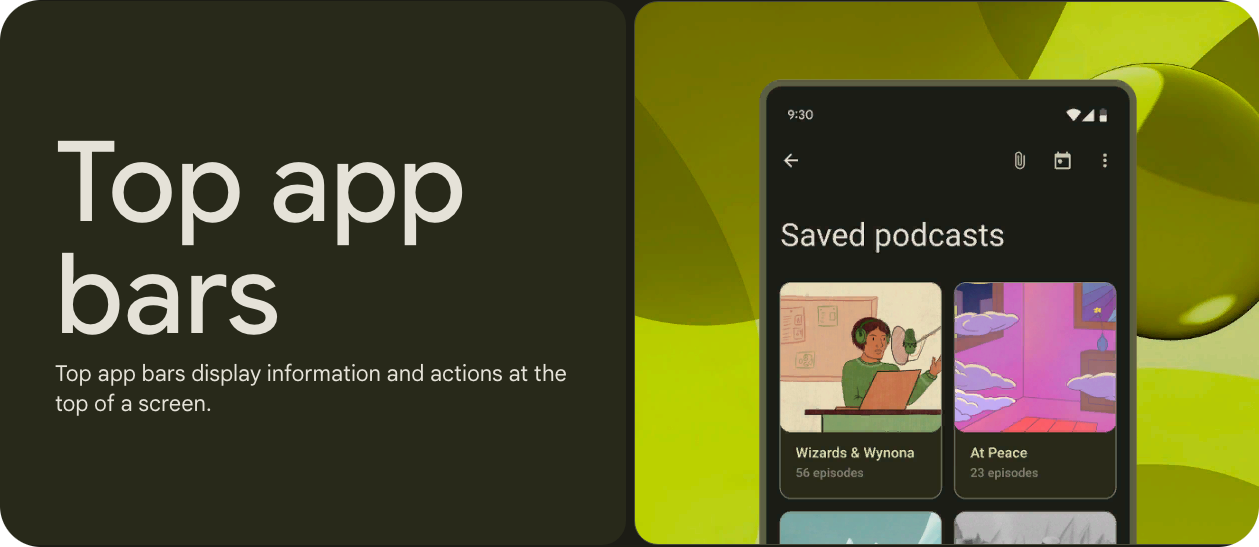 Top app
bars
Top app bars display information and actions at the
top of a screen.
9:30
Saved podcasts
Wizards & Wynona
56 episodes
At Peace
23 episodes